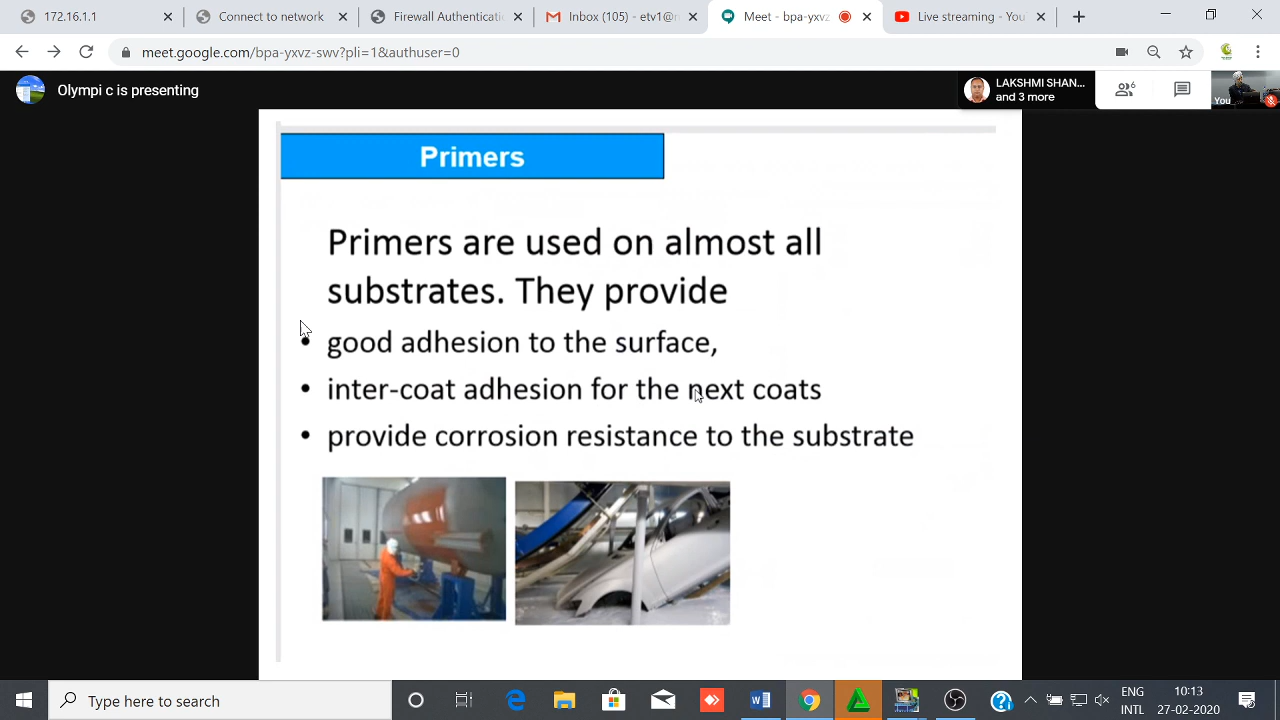 172.16.1
Connect to network
Firewall Authentic
Inbox (105) - ttv1@n
Meet - bpa-yxvz
Live streaming - You
meet.google.com/bpa-yxvz-swv?pli=1&authuser=0
Olympi c is presenting
LAKSHMI SHAN...
and 3 more
6
You
Primers
Primers are used on almost all
substrates. They provide
• good adhesion to the surface,
• inter-coat adhesion for the next coats
• provide corrosion resistance to the substrate
Type here to search
ENG
INTL
10:13
27-02-2020